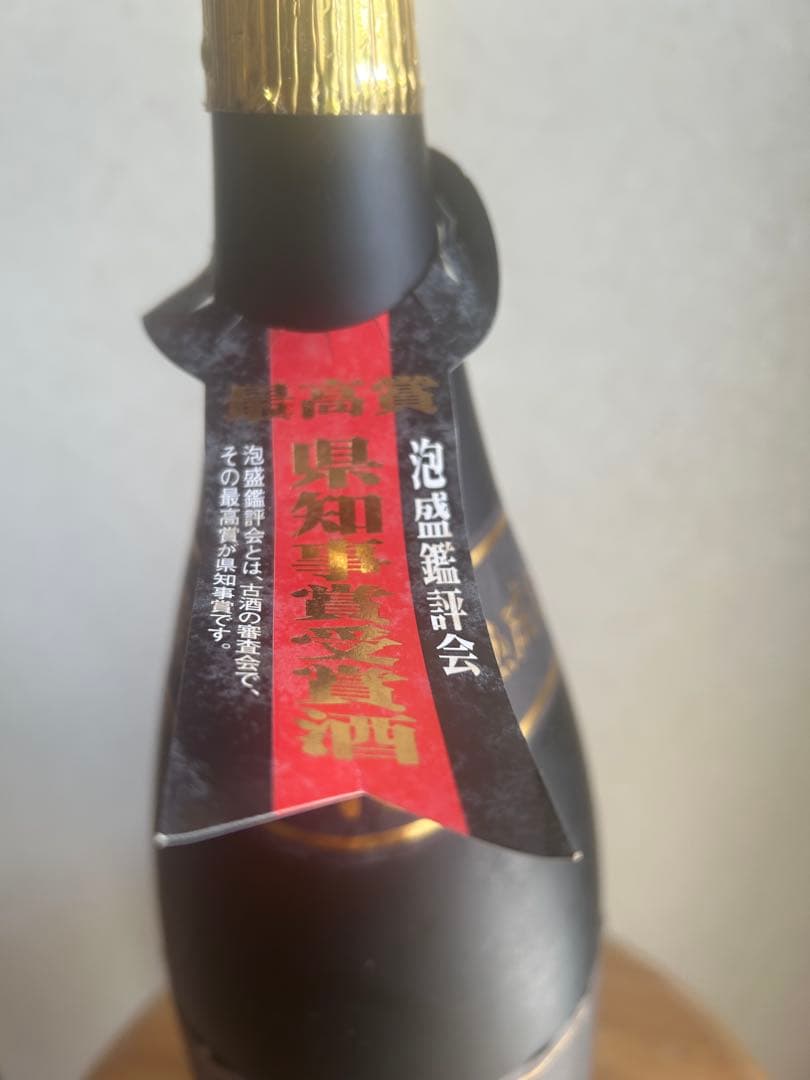 最高賞
泡盛鑑評会
県知事賞受賞酒
泡盛鑑評会とは、古酒の審査会で、
その最高賞が県知事賞です。